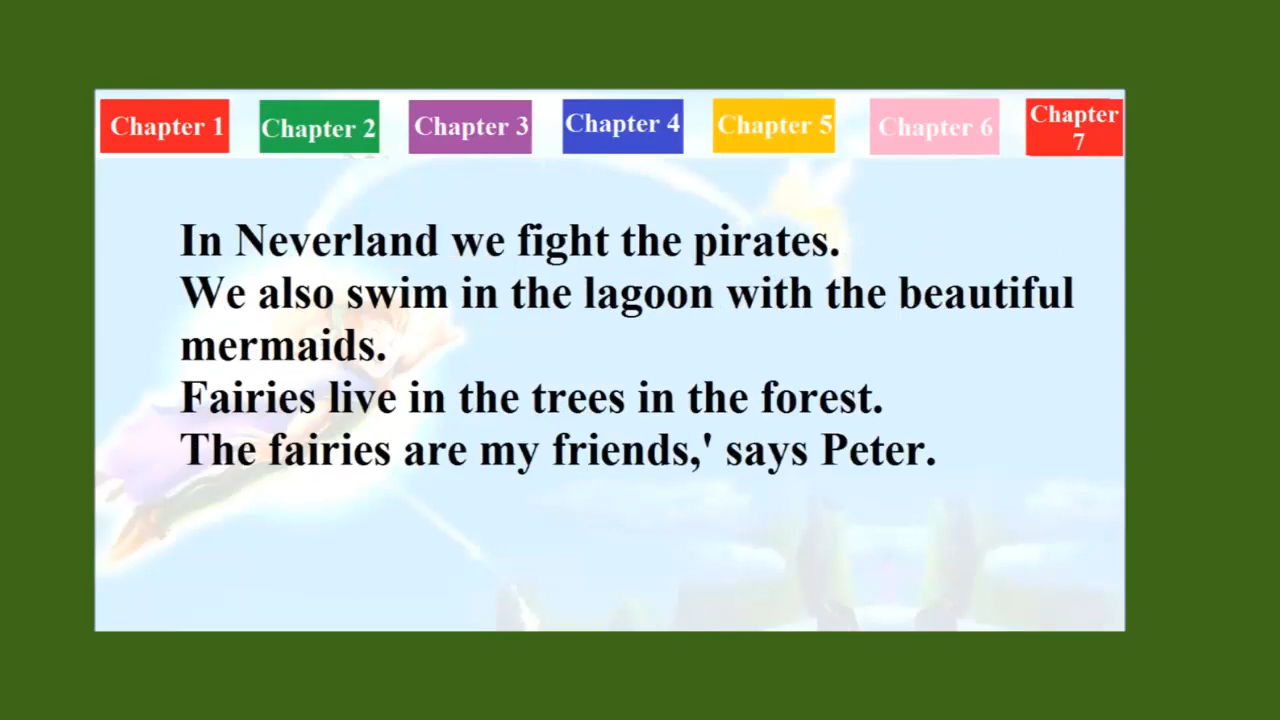 Chapter 1
Chapter 2
Chapter 3
Chapter 4
Chapter 5
Chapter 6
Chapter
7
In Neverland we fight the pirates.
We also swim in the lagoon with the beautiful
mermaids.
Fairies live in the trees in the forest.
The fairies are my friends,' says Peter.